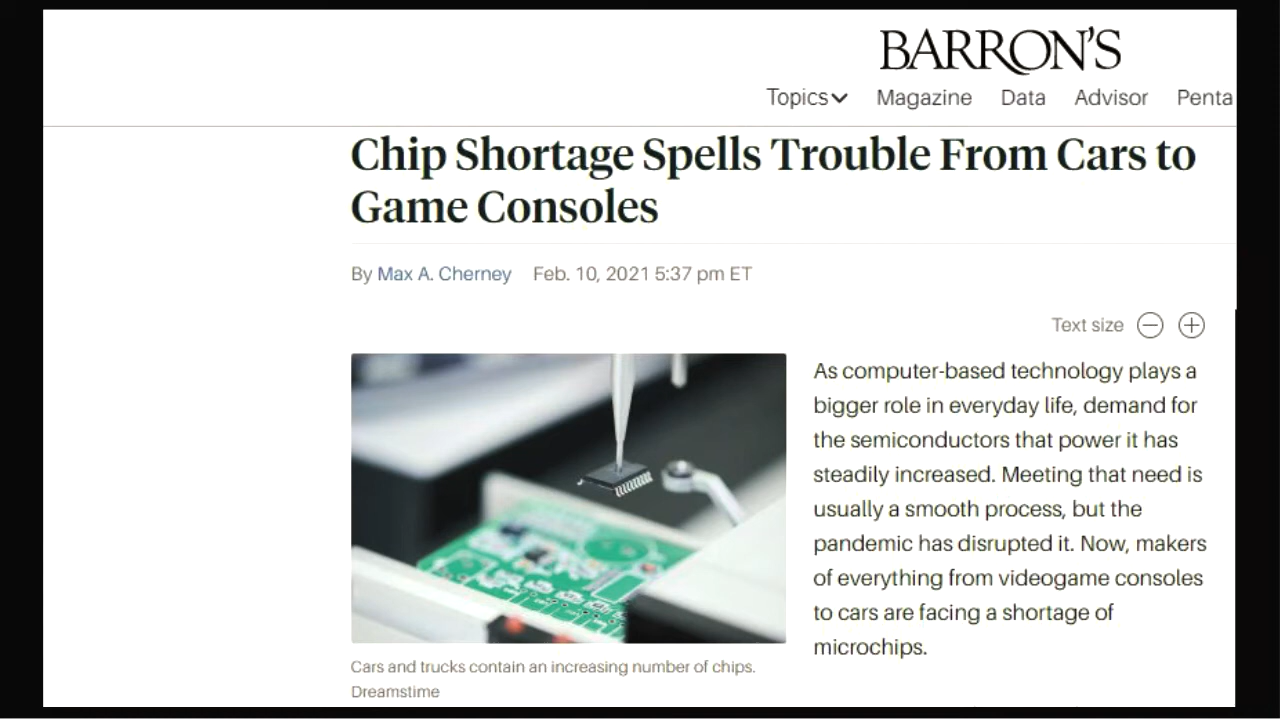 BARRON'S
Topics Magazine Data Advisor Penta
Chip Shortage Spells Trouble From Cars to
Game Consoles
By Max A. Cherney Feb. 10, 2021 5:37 pm ET
Text size
As computer-based technology plays a
bigger role in everyday life, demand for
the semiconductors that power it has
steadily increased. Meeting that need is
usually a smooth process, but the
pandemic has disrupted it. Now, makers
of everything from videogame consoles
to cars are facing a shortage of
microchips.
Cars and trucks contain an increasing number of chips.
Dreamstime